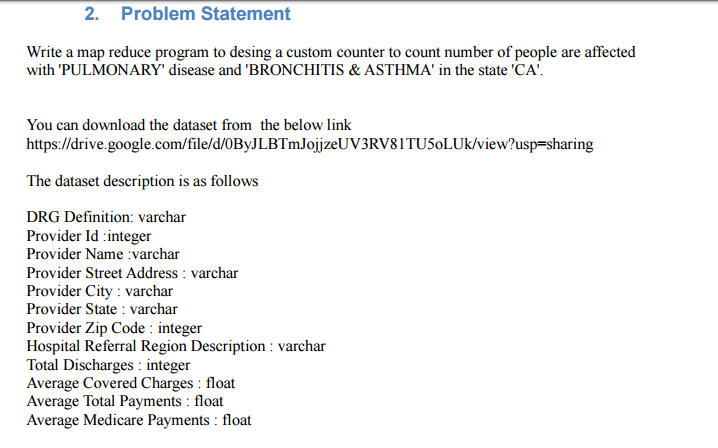 2. Problem Statement
Write a map reduce program to desing a custom counter to count number of people are affected
with 'PULMONARY' disease and 'BRONCHITIS & ASTHMA' in the state 'CA'.
You can download the dataset from the below link
https://drive.google.com/file/d/0ByJLBTmJojjzeUV3RV81TU5oLUk/view?usp=sharing
The dataset description is as follows
DRG Definition: varchar
Provider Id :integer
Provider Name :varchar
Provider Street Address : varchar
Provider City : varchar
Provider State : varchar
Provider Zip Code : integer
Hospital Referral Region Description : varchar
Total Discharges : integer
Average Covered Charges : float
Average Total Payments : float
Average Medicare Payments : float